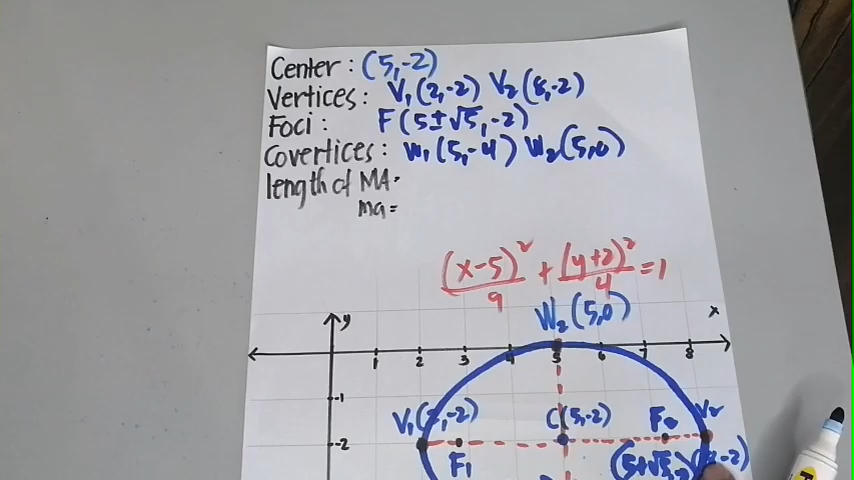 Center : (5,-2)
Vertices : V₁(2,-2) V₂(8,-2)
Foci : F(5±√5,-2)
Covertices : W₁(5,-4) W₂(5,0)
length of MA=
ma=
(x-5)²/9 + (y+2)²/4 = 1
W₂(5,0)
y
x
1 2 3 4 5 6 7 8
-1
V₁( ,-2) C(5,-2) F₂ V₂
-2
F₁ (5+√5,-2) (8,-2)